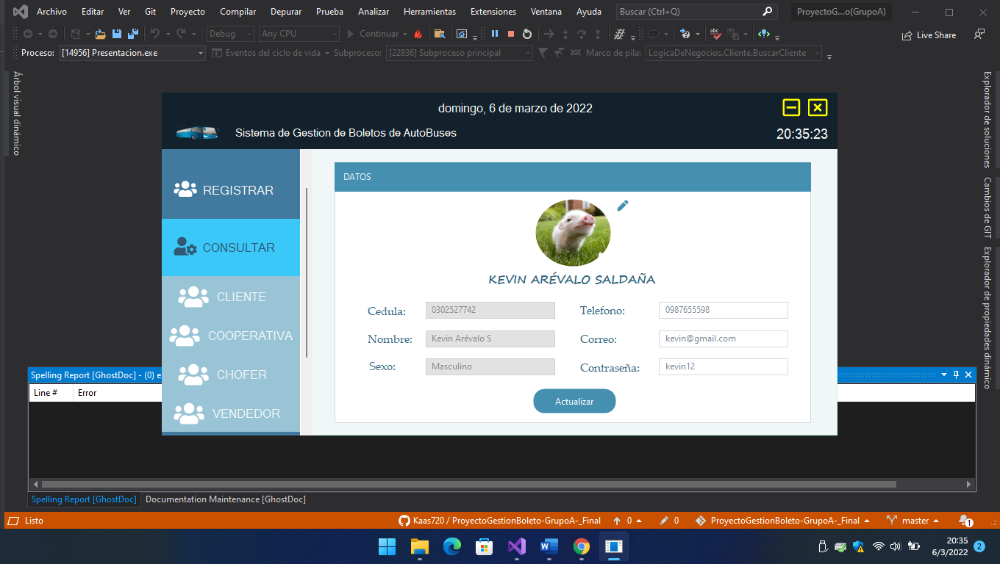 Archivo Editar Ver Git Proyecto Compilar Depurar Prueba Analizar Herramientas Extensiones Ventana Ayuda Buscar (Ctrl+Q) ProyectoG...o(GrupoA)
Debug Any CPU Continuar Live Share
Proceso: [14956] Presentacion.exe Eventos del ciclo de vida Subproceso: [22836] Subproceso principal Marco de pila: LogicaDeNegocios.Cliente.BuscarCliente
Árbol visual dinámico
Explorador de soluciones
Cambios de GIT
Explorador de propiedades dinámico
domingo, 6 de marzo de 2022
Sistema de Gestion de Boletos de AutoBuses
20:35:23
REGISTRAR
CONSULTAR
CLIENTE
COOPERATIVA
CHOFER
VENDEDOR
DATOS
KEVIN ARÉVALO SALDAÑA
Cedula: 0302527742 Telefono: 0987655598
Nombre: Kevin Arévalo S Correo: kevin@gmail.com
Sexo: Masculino Contraseña: kevin12
Actualizar
Spelling Report [GhostDoc] - (0) e
Line # Error
Spelling Report [GhostDoc] Documentation Maintenance [GhostDoc]
Listo Kaas720 / ProyectoGestionBoleto-GrupoA-_Final 0 0 ProyectoGestionBoleto-GrupoA-_Final master 1
20:35
6/3/2022 2